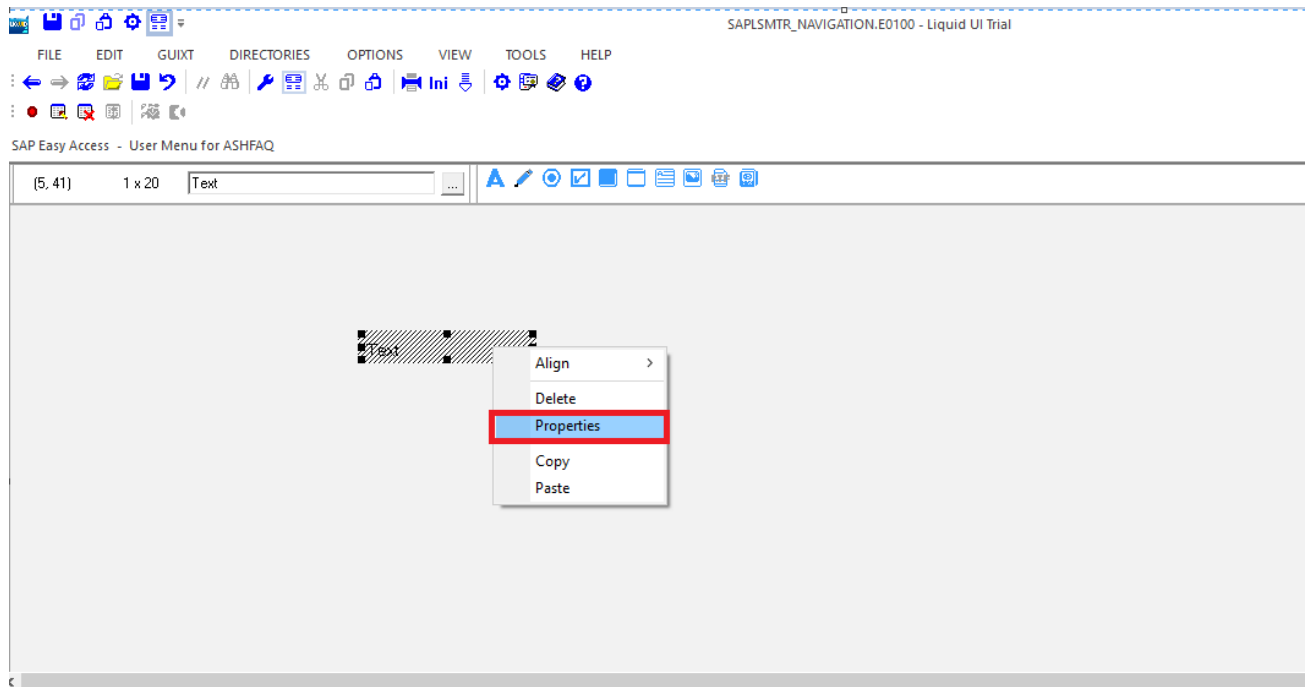 SAPLSMTR_NAVIGATION.E0100 - Liquid UI Trial
FILE EDIT GUIXT DIRECTORIES OPTIONS VIEW TOOLS HELP
// Ini
SAP Easy Access - User Menu for ASHFAQ
(5, 41) 1 x 20 Text ... A
Text
Align >
Delete
Properties
Copy
Paste